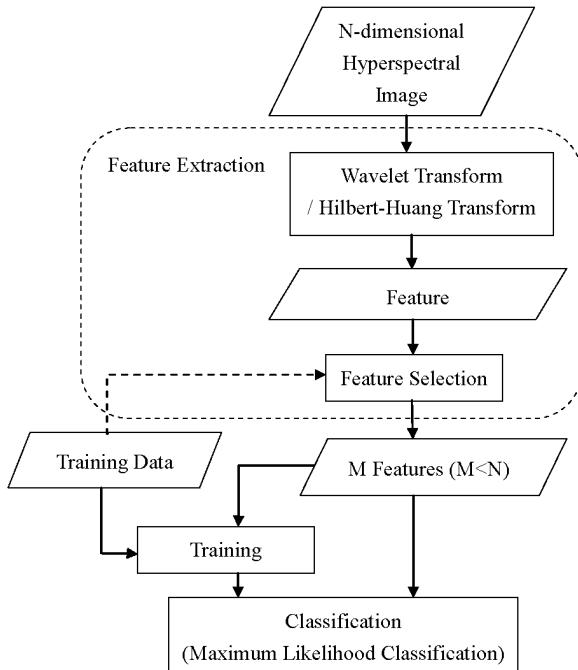 N-dimensional
Hyperspectral
Image
Feature Extraction
Wavelet Transform
/ Hilbert-Huang Transform
Feature
Feature Selection
Training Data
M Features (M<N)
Training
Classification
(Maximum Likelihood Classification)